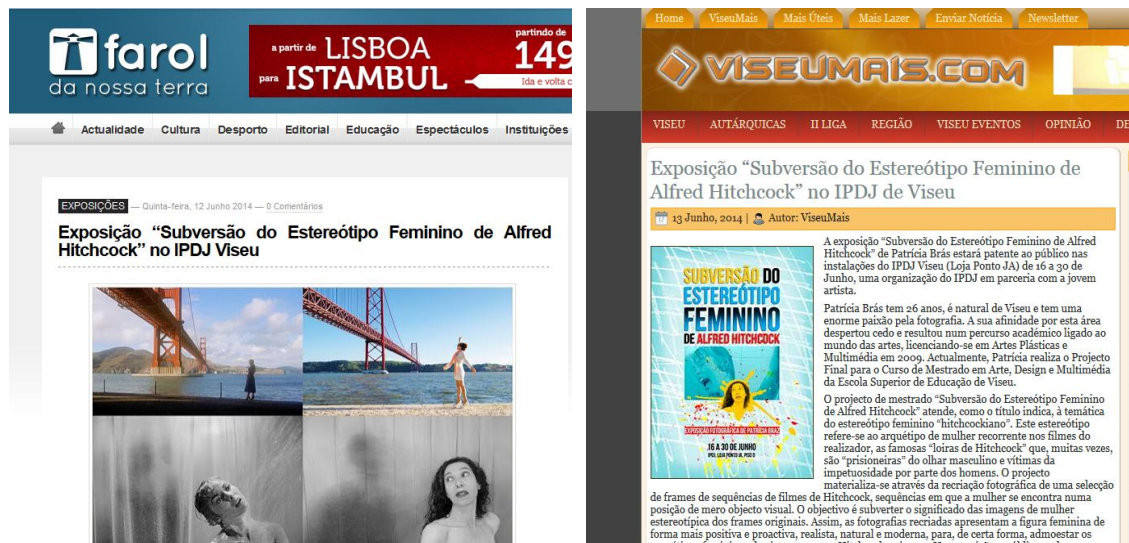 farol
da nossa terra
a partir de LISBOA
para ISTAMBUL
partindo de
149
Ida e volta c
Actualidade Cultura Desporto Editorial Educação Espectáculos Instituições
EXPOSIÇÕES — Quinta-feira, 12 Junho 2014 — 0 Comentários
Exposição “Subversão do Estereótipo Feminino de Alfred
Hitchcock” no IPDJ Viseu
Home ViseuMais Mais Úteis Mais Lazer Enviar Notícia Newsletter
VISEUMAIS.COM
VISEU AUTÁRQUICAS II LIGA REGIÃO VISEU EVENTOS OPINIÃO DE
Exposição “Subversão do Estereótipo Feminino de
Alfred Hitchcock” no IPDJ de Viseu
13 Junho, 2014 | Autor: ViseuMais
SUBVERSÃO DO
ESTEREÓTIPO
FEMININO
DE ALFRED HITCHCOCK
EXPOSIÇÃO FOTOGRÁFICA DE PATRÍCIA BRAZ
16 A 30 DE JUNHO
IPDJ, LOJA PONTO JA, PISO 0
A exposição “Subversão do Estereótipo Feminino de Alfred
Hitchcock” de Patrícia Brás estará patente ao público nas
instalações do IPDJ Viseu (Loja Ponto JA) de 16 a 30 de
Junho, uma organização do IPDJ em parceria com a jovem
artista.
Patrícia Brás tem 26 anos, é natural de Viseu e tem uma
enorme paixão pela fotografia. A sua afinidade por esta área
despertou cedo e resultou num percurso académico ligado ao
mundo das artes, licenciando-se em Artes Plásticas e
Multimédia em 2009. Actualmente, Patrícia realiza o Projecto
Final para o Curso de Mestrado em Arte, Design e Multimédia
da Escola Superior de Educação de Viseu.
O projecto de mestrado “Subversão do Estereótipo Feminino
de Alfred Hitchcock” atende, como o título indica, à temática
do estereótipo feminino “hitchcockiano”. Este estereótipo
refere-se ao arquétipo de mulher recorrente nos filmes do
realizador, as famosas “loiras de Hitchcock” que, muitas vezes,
são “prisioneiras” do olhar masculino e vítimas da
impetuosidade por parte dos homens. O projecto
materializa-se através da recriação fotográfica de uma selecção
de frames de sequências de filmes de Hitchcock, sequências em que a mulher se encontra numa
posição de mero objecto visual. O objectivo é subverter o significado das imagens de mulher
estereotípica dos frames originais. Assim, as fotografias recriadas apresentam a figura feminina de
forma mais positiva e proactiva, realista, natural e moderna, para, de certa forma, admoestar os